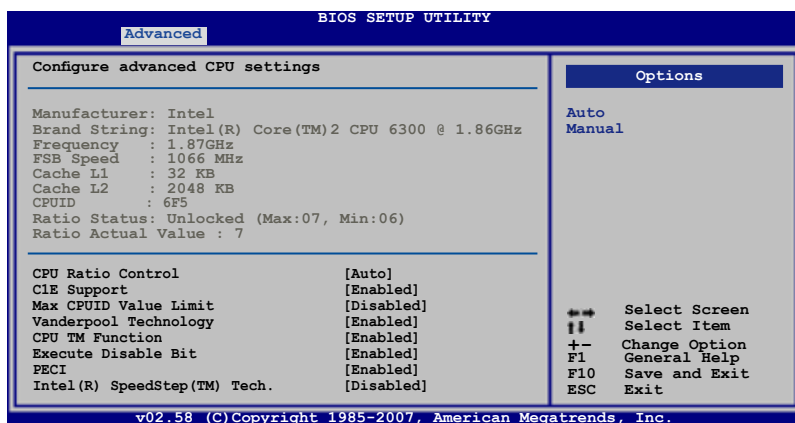 BIOS SETUP UTILITY
Advanced
Configure advanced CPU settings
Manufacturer: Intel
Brand String: Intel(R) Core(TM)2 CPU 6300 @ 1.86GHz
Frequency : 1.87GHz
FSB Speed : 1066 MHz
Cache L1 : 32 KB
Cache L2 : 2048 KB
CPUID : 6F5
Ratio Status: Unlocked (Max:07, Min:06)
Ratio Actual Value : 7
CPU Ratio Control [Auto]
C1E Support [Enabled]
Max CPUID Value Limit [Disabled]
Vanderpool Technology [Enabled]
CPU TM Function [Enabled]
Execute Disable Bit [Enabled]
PECI [Enabled]
Intel(R) SpeedStep(TM) Tech. [Disabled]
Options
Auto
Manual
←→ Select Screen
↑↓ Select Item
+- Change Option
F1 General Help
F10 Save and Exit
ESC Exit
v02.58 (C)Copyright 1985-2007, American Megatrends, Inc.